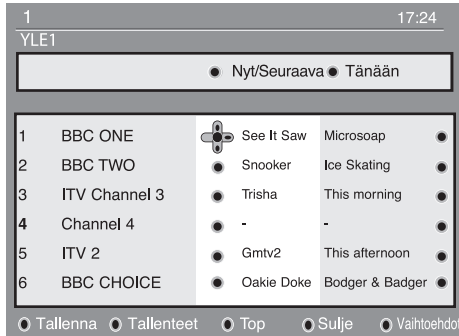 1 17:24
YLE1
Nyt/Seuraava Tänään
1 BBC ONE See It Saw Microsoap
2 BBC TWO Snooker Ice Skating
3 ITV Channel 3 Trisha This morning
4 Channel 4 - -
5 ITV 2 Gmtv2 This afternoon
6 BBC CHOICE Oakie Doke Bodger & Badger
Tallenna Tallenteet Top Sulje Vaihtoehdot